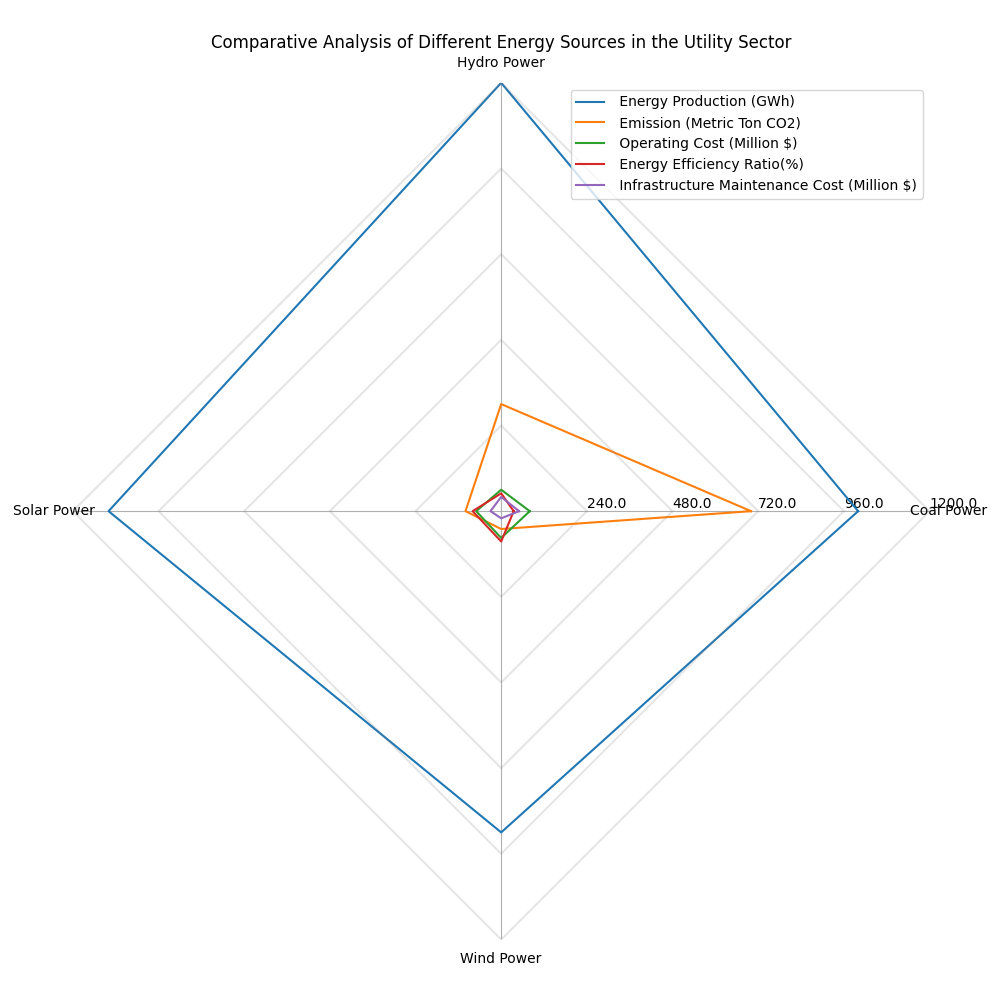 Comparative Analysis of Different Energy Sources in the Utility Sector
Hydro Power
Energy Production (GWh)
Emission (Metric Ton CO2)
Operating Cost (Million $)
Energy Efficiency Ratio(%)
Infrastructure Maintenance Cost (Million $)
Solar Power
240.0
480.0
720.0
960.0
1200.0
Coal Power
Wind Power